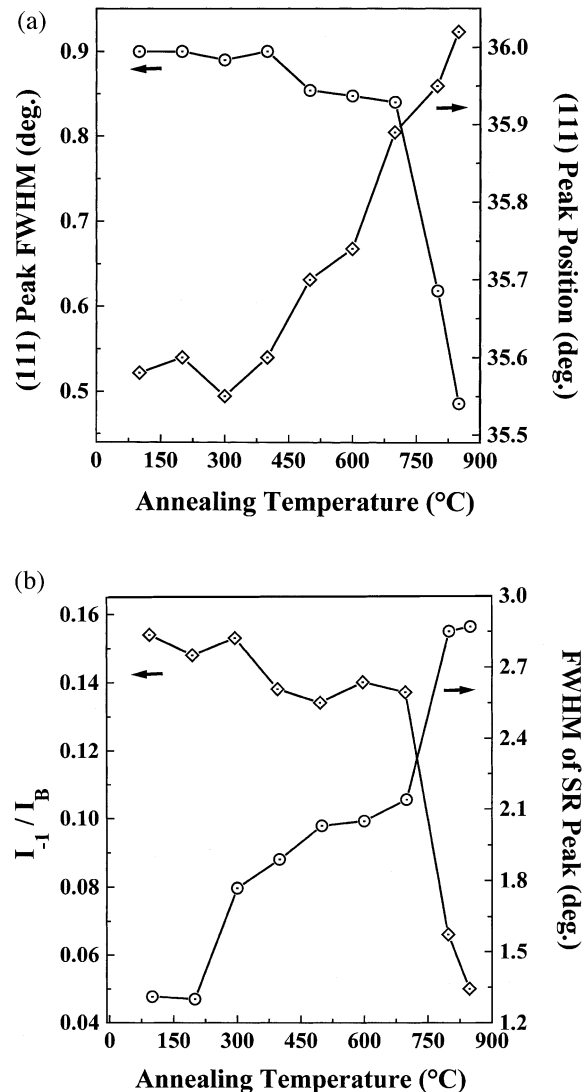 (a)
0.9
0.8
0.7
0.6
0.5
(111) Peak FWHM (deg.)
36.0
35.9
35.8
35.7
35.6
35.5
(111) Peak Position (deg.)
0 150 300 450 600 750 900
Annealing Temperature (°C)
(b)
0.16
0.14
0.12
0.10
0.08
0.06
0.04
I-1 / IB
3.0
2.7
2.4
2.1
1.8
1.5
1.2
FWHM of SR Peak (deg.)
0 150 300 450 600 750 900
Annealing Temperature (°C)